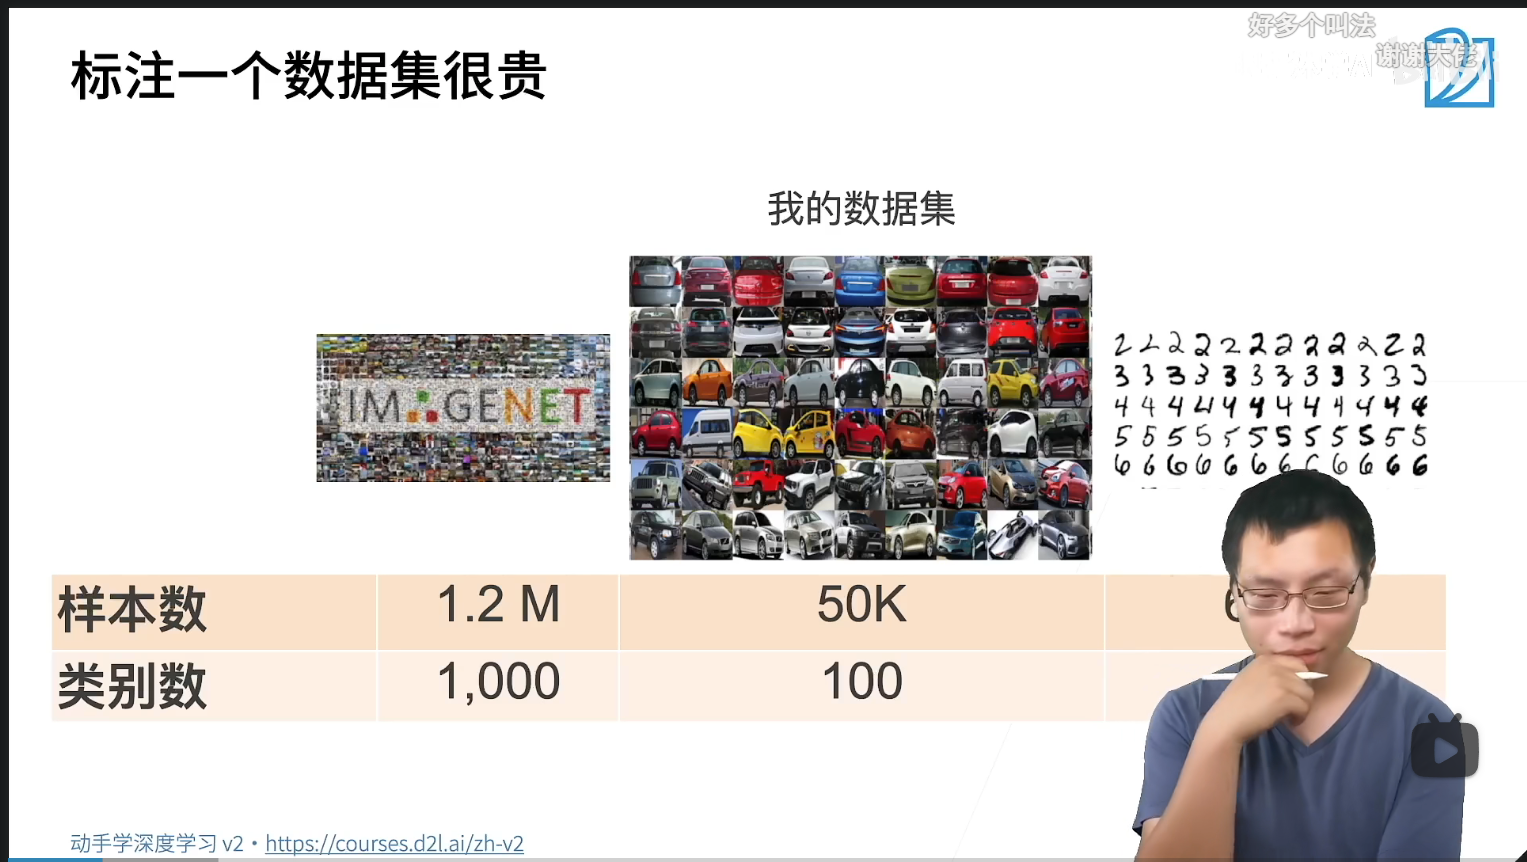 好多个叫法
谢谢大佬
标注一个数据集很贵
我的数据集
IMAGENET
2 2 2 2 2 2 2 2 2 2 2 2
3 3 3 3 3 3 3 3 3 3 3 3
4 4 4 4 4 4 4 4 4 4 4 4
5 5 5 5 5 5 5 5 5 5 5 5
6 6 6 6 6 6 6 6 6 6 6 6
样本数 1.2 M 50K
类别数 1,000 100
动手学深度学习 v2 · https://courses.d2l.ai/zh-v2